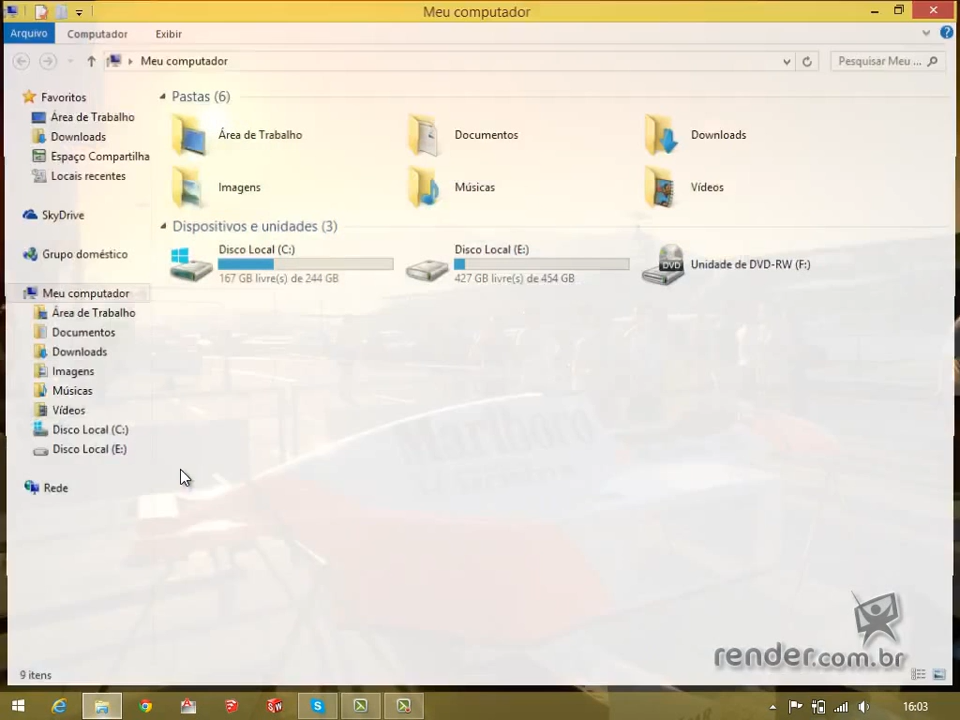 Meu computador
Arquivo
Computador
Exibir
Meu computador
Pesquisar Meu ...
Favoritos
Área de Trabalho
Downloads
Espaço Compartilha
Locais recentes
SkyDrive
Grupo doméstico
Meu computador
Área de Trabalho
Documentos
Downloads
Imagens
Músicas
Vídeos
Disco Local (C:)
Disco Local (E:)
Rede
Pastas (6)
Área de Trabalho
Documentos
Downloads
Imagens
Músicas
Vídeos
Dispositivos e unidades (3)
Disco Local (C:)
167 GB livre(s) de 244 GB
Disco Local (E:)
427 GB livre(s) de 454 GB
DVD
Unidade de DVD-RW (F:)
Marlboro
render.com.br
9 itens
16:03